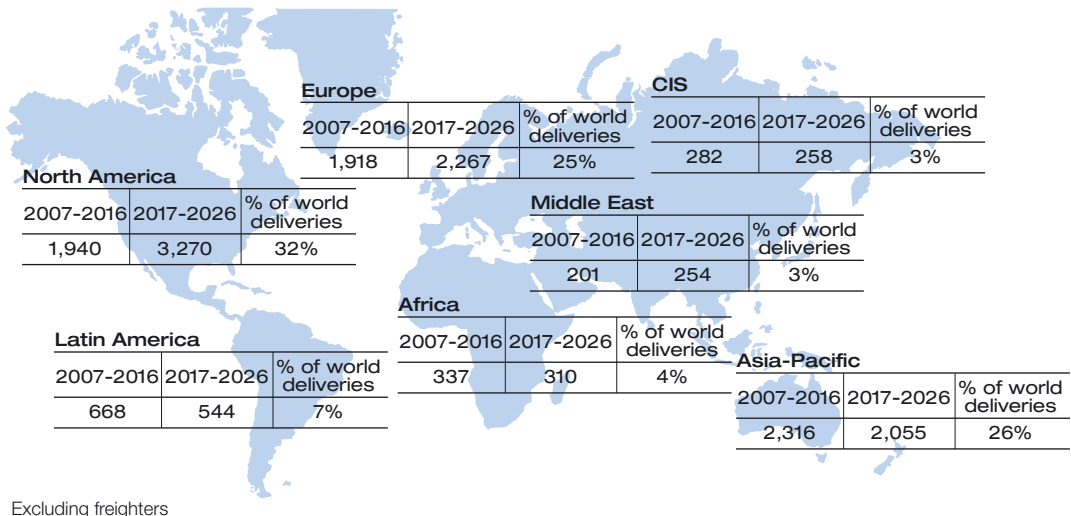 Europe
2007-2016 2017-2026 % of world deliveries
1,918 2,267 25%
CIS
2007-2016 2017-2026 % of world deliveries
282 258 3%
North America
2007-2016 2017-2026 % of world deliveries
1,940 3,270 32%
Middle East
2007-2016 2017-2026 % of world deliveries
201 254 3%
Africa
2007-2016 2017-2026 % of world deliveries
337 310 4%
Latin America
2007-2016 2017-2026 % of world deliveries
668 544 7%
Asia-Pacific
2007-2016 2017-2026 % of world deliveries
2,316 2,055 26%
Excluding freighters